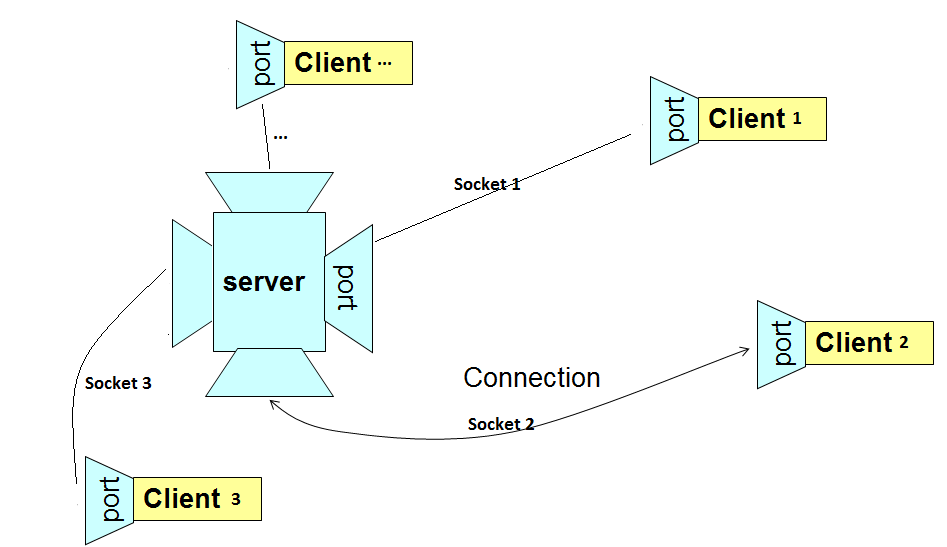 port
Client ...
...
port
Client 1
Socket 1
server
port
port
Client 2
Connection
Socket 2
Socket 3
port
Client 3